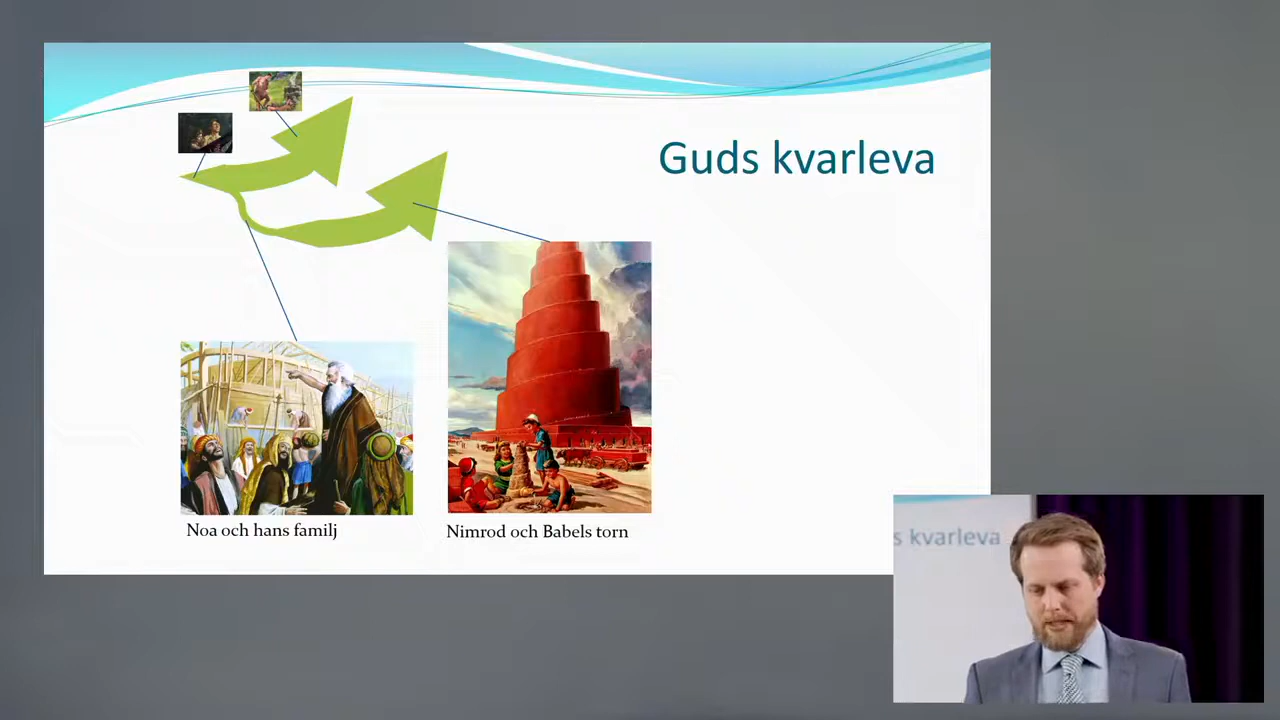 Guds kvarleva
Noa och hans familj
Nimrod och Babels torn
s kvarleva